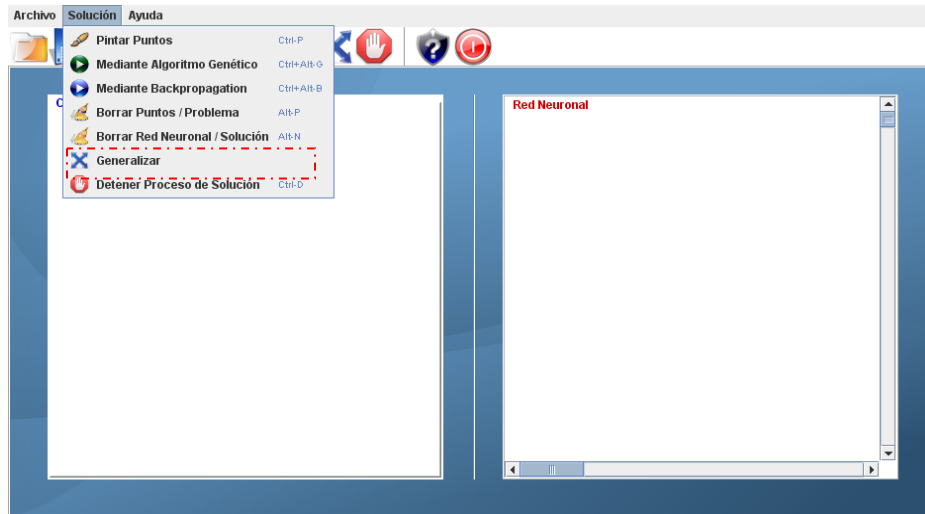 Archivo Solución Ayuda
Pintar Puntos Ctrl-P
Mediante Algoritmo Genético Ctrl+Alt-G
Mediante Backpropagation Ctrl+Alt-B
Borrar Puntos / Problema Alt-P
Borrar Red Neuronal / Solución Alt-N
Generalizar
Detener Proceso de Solución Ctrl-D
Red Neuronal